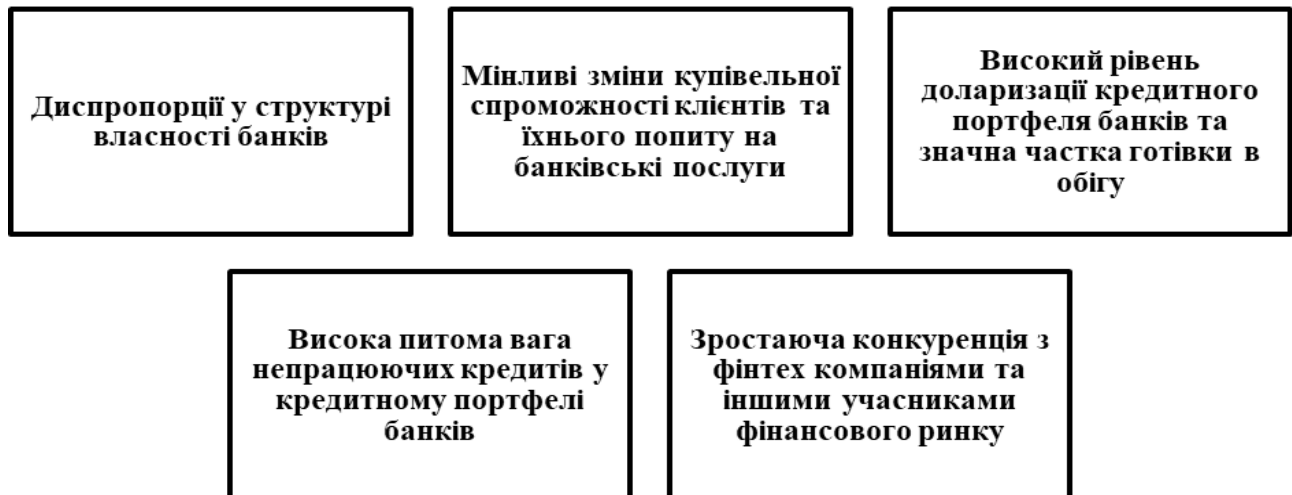 Диспропорції у структурі
власності банків
Мінливі зміни купівельної
спроможності клієнтів та
їхнього попиту на
банківські послуги
Високий рівень
доларизації кредитного
портфеля банків та
значна частка готівки в
обігу
Висока питома вага
непрацюючих кредитів у
кредитному портфелі
банків
Зростаюча конкуренція з
фінтех компаніями та
іншими учасниками
фінансового ринку